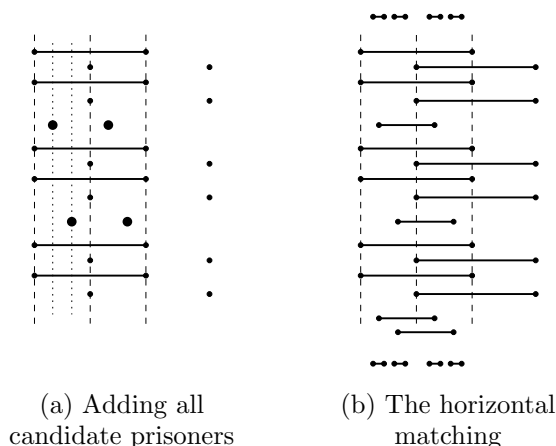 (a) Adding all
candidate prisoners
(b) The horizontal
matching